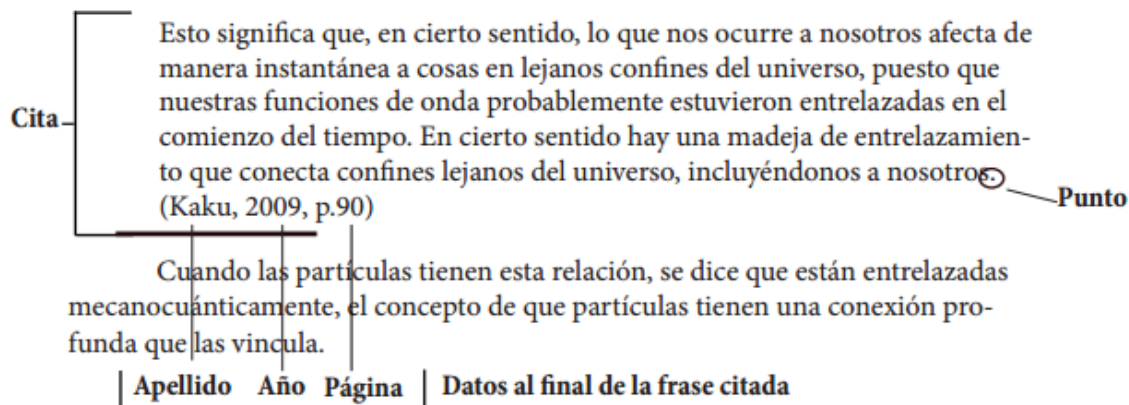 Esto significa que, en cierto sentido, lo que nos ocurre a nosotros afecta de
manera instantánea a cosas en lejanos confines del universo, puesto que
nuestras funciones de onda probablemente estuvieron entrelazadas en el
Cita
comienzo del tiempo. En cierto sentido hay una madeja de entrelazamien-
to que conecta confines lejanos del universo, incluyéndonos a nosotros.
(Kaku, 2009, p.90)
Punto
Cuando las partículas tienen esta relación, se dice que están entrelazadas
mecanocuánticamente, el concepto de que partículas tienen una conexión pro-
funda que las vincula.
Apellido Año Página Datos al final de la frase citada